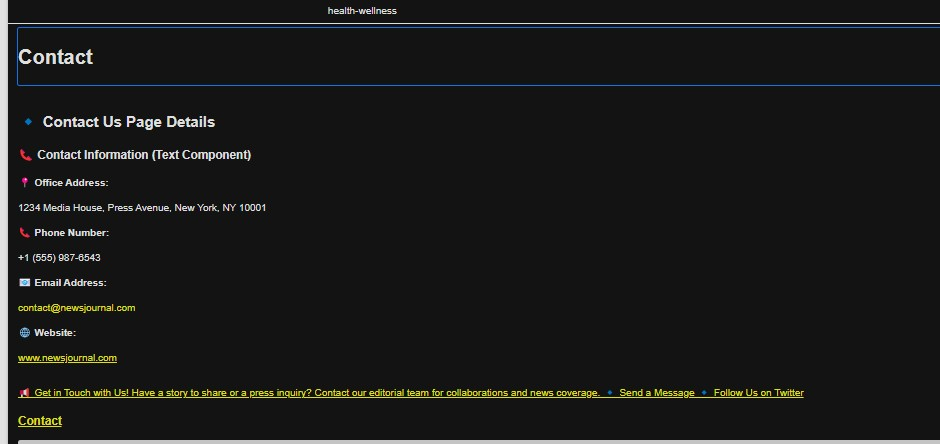 health-wellness
Contact
🔹 Contact Us Page Details
📞 Contact Information (Text Component)
📍 Office Address:
1234 Media House, Press Avenue, New York, NY 10001
📞 Phone Number:
+1 (555) 987-6543
📧 Email Address:
contact@newsjournal.com
🌐 Website:
www.newsjournal.com
📢 Get in Touch with Us! Have a story to share or a press inquiry? Contact our editorial team for collaborations and news coverage. 🔹 Send a Message 🔹 Follow Us on Twitter
Contact